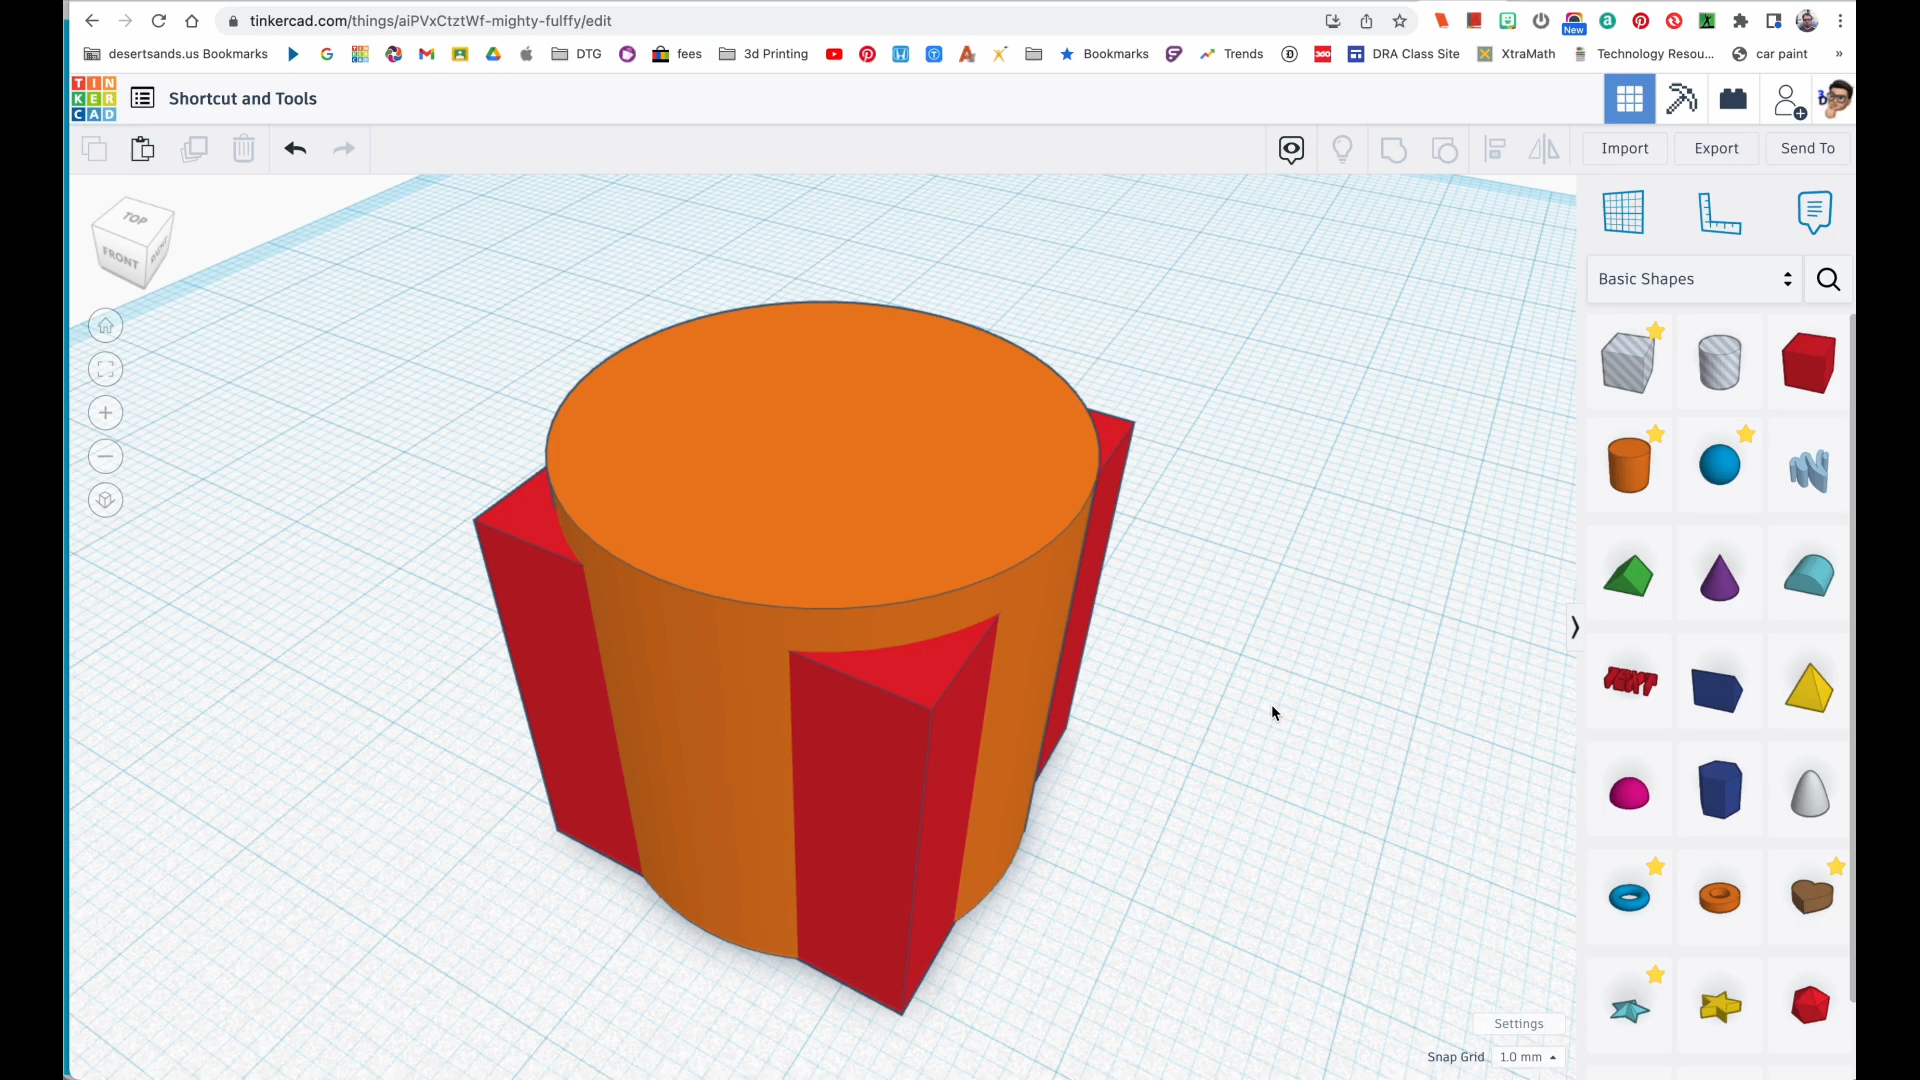 tinkercad.com/things/aiPVxCtztWf-mighty-fulffy/edit
New
desertsands.us Bookmarks
DTG
fees
3d Printing
Bookmarks
Trends
DRA Class Site
XtraMath
Technology Resou...
car paint
»
TIN
KER
CAD
Shortcut and Tools
Import
Export
Send To
TOP
FRONT
RIGHT
Basic Shapes
TEXT
Settings
Snap Grid
1.0 mm